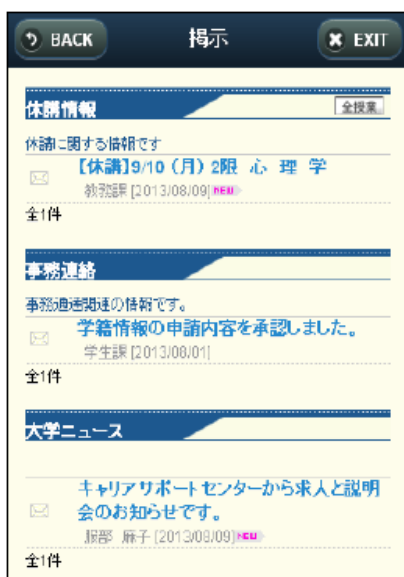 BACK
掲示
EXIT
休講情報
全授業
休講に関する情報です
【休講】9/10（月）2限 心 理 学
教務課 [2013/08/09] NEW
全1件
事務連絡
事務連絡関連の情報です。
学籍情報の申請内容を承認しました。
学生課 [2013/08/01]
全1件
大学ニュース
キャリアサポートセンターから求人と説明
会のお知らせです。
服部 麻子 [2013/08/09] NEW
全1件